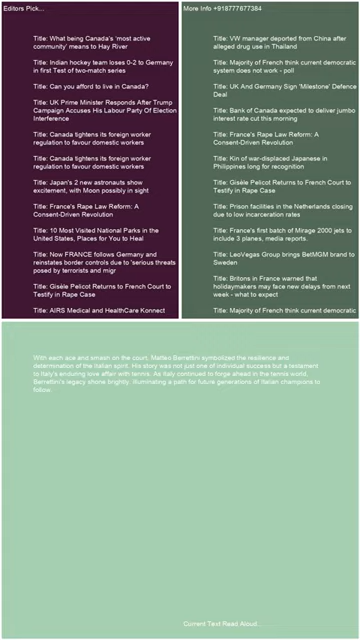 Editors Pick...
Title: What being Canada's 'most active
community' means to Hay River
Title: Indian hockey team loses 0-2 to Germany
in first Test of two-match series
Title: Can you afford to live in Canada?
Title: UK Prime Minister Responds After Trump
Campaign Accuses His Labour Party Of Election
Interference
Title: Canada tightens its foreign worker
regulation to favour domestic workers
Title: Canada tightens its foreign worker
regulation to favour domestic workers
Title: Japan's 2 new astronauts show
excitement, with Moon possibly in sight
Title: France's Rape Law Reform: A
Consent-Driven Revolution
Title: 10 Most Visited National Parks in the
United States, Places for You to Heal
Title: Now FRANCE follows Germany and
reinstates border controls due to 'serious threats
posed by terrorists and migr
Title: Gisèle Pelicot Returns to French Court to
Testify in Rape Case
Title: AIRS Medical and HealthCare Konnect
More Info +918777877384
Title: VW manager deported from China after
alleged drug use in Thailand
Title: Majority of French think current democratic
system does not work - poll
Title: UK And Germany Sign 'Milestone' Defence
Deal
Title: Bank of Canada expected to deliver jumbo
interest rate cut this morning
Title: France's Rape Law Reform: A
Consent-Driven Revolution
Title: Kin of war-displaced Japanese in
Philippines long for recognition
Title: Gisèle Pelicot Returns to French Court to
Testify in Rape Case
Title: Prison facilities in the Netherlands closing
due to low incarceration rates
Title: France's first batch of Mirage 2000 jets to
include 3 planes, media reports.
Title: LeoVegas Group brings BetMGM brand to
Sweden
Title: Britons in France warned that
holidaymakers may face new delays from next
week - what to expect
Title: Majority of French think current democratic
With each ace and smash on the court, Matteo Berrettini symbolized the resilience and
determination of the Italian spirit. His story was not just one of individual success but a testament
to Italy's enduring love affair with tennis. As Italy continued to forge ahead in the tennis world,
Berrettini's legacy shone brightly, illuminating a path for future generations of Italian champions to
follow.
Current Text Read Aloud.......